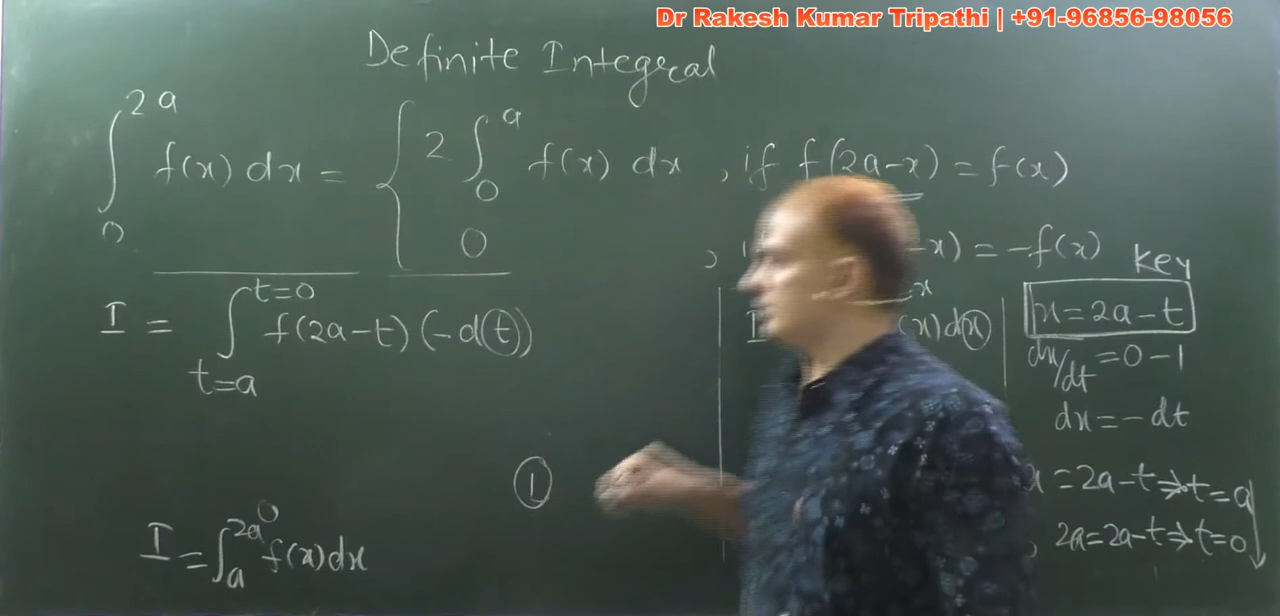 Dr Rakesh Kumar Tripathi | +91-96856-98056
Definite Integral
∫₀^{2a} f(x) dx = { 2 ∫₀^{a} f(x) dx , if f(2a-x) = f(x)
0 , x) = -f(x)
Key
I = ∫_{t=a}^{t=0} f(2a-t) (-d(t))
I (x)d(x)
x = 2a - t
dx/dt = 0 - 1
dx = - dt
= 2a - t ⇒ t = a
2a = 2a - t ⇒ t = 0
①
I = ∫_{a}^{2a} f(x) dx
0